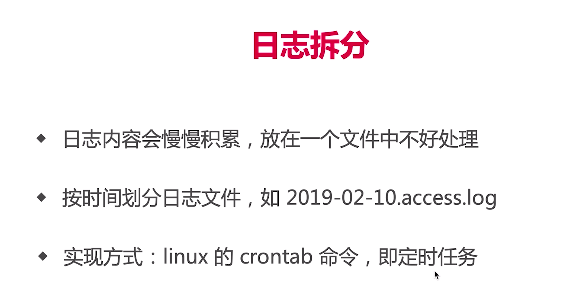 日志拆分
◆ 日志内容会慢慢积累，放在一个文件中不好处理
◆ 按时间划分日志文件，如 2019-02-10.access.log
◆ 实现方式：linux 的 crontab 命令，即定时任务